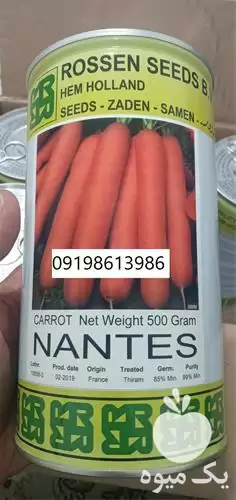 ROSSEN SEEDS B
HEM HOLLAND
SEEDS - ZADEN - SAMEN -
09198613986
CARROT Net Weight 500 Gram
NANTES
Prod. date Origin Treated Germ. Purity
02-2019 France Thiram 85% Min 99% Min
یک میوه